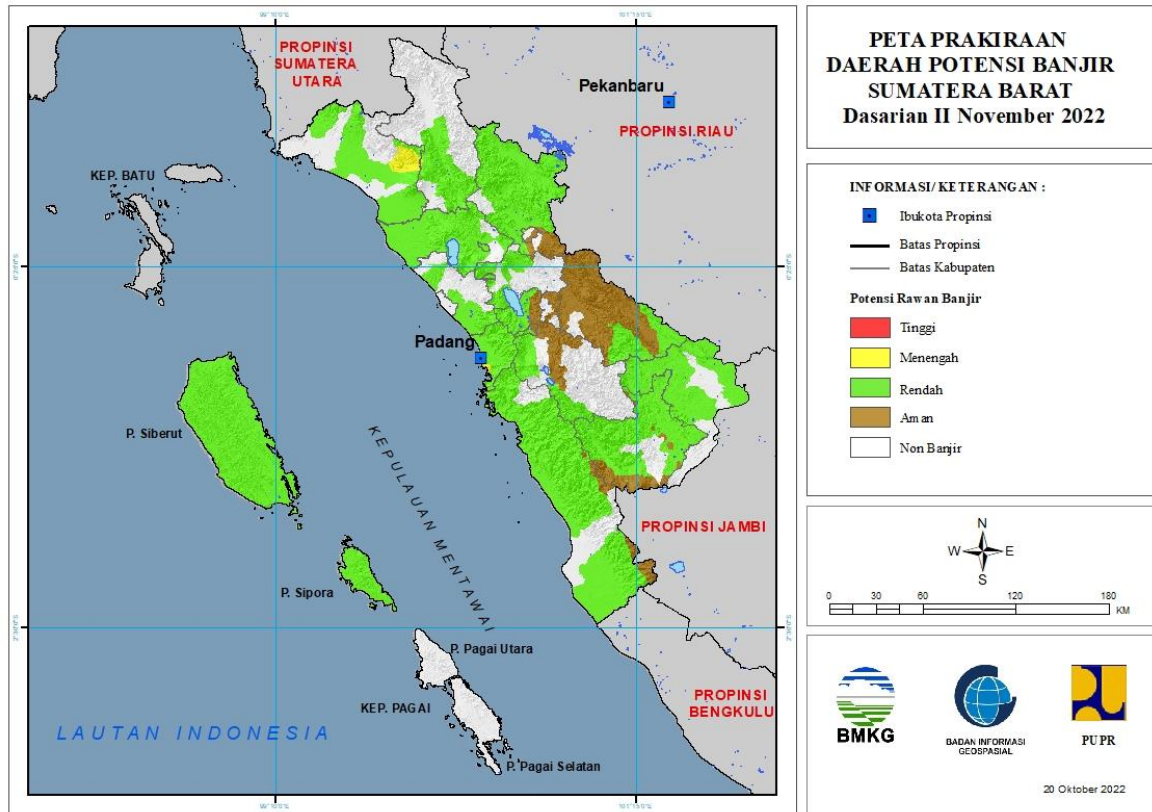 PETA PRAKIRAAN
DAERAH POTENSI BANJIR
SUMATERA BARAT
Dasarian II November 2022
INFORMASI/ KETERANGAN :
Ibukota Propinsi
Batas Propinsi
Batas Kabupaten
Potensi Rawan Banjir
Tinggi
Menengah
Rendah
Aman
Non Banjir
N
W E
S
0 30 60 120 180
KM
BMKG
BADAN INFORMASI
GEOSPASIAL
PUPR
20 Oktober 2022
PROPINSI
SUMATERA
UTARA
Pekanbaru
PROPINSI.RIAU
KEP. BATU
Padang
P. Siberut
KEPULAUAN MENTAWAI
PROPINSI JAMBI
P. Sipora
P. Pagai Utara
KEP. PAGAI
PROPINSI
BENGKULU
LAUTAN INDONESIA
P. Pagai Selatan